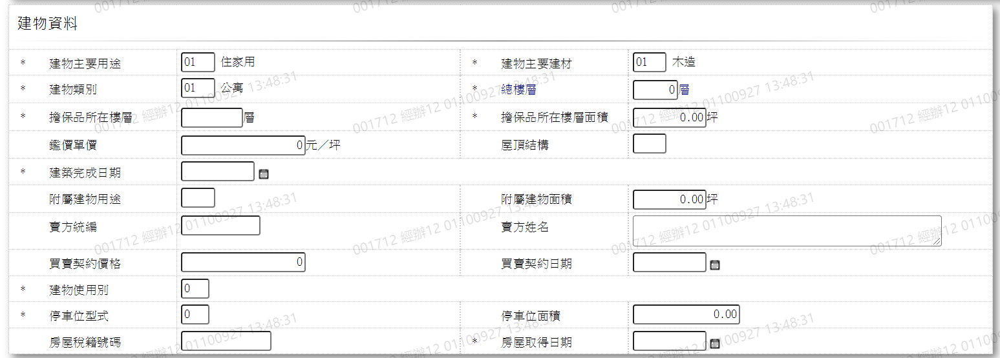 建物資料
* 建物主要用途 01 住家用 * 建物主要建材 01 木造
* 建物類別 01 公寓 * 總樓層 0 層
* 擔保品所在樓層 層 * 擔保品所在樓層面積 0.00 坪
鑑價單價 0 元／坪 屋頂結構
* 建築完成日期
附屬建物用途 附屬建物面積 0.00 坪
賣方統編 賣方姓名
買賣契約價格 0 買賣契約日期
* 建物使用別 0
* 停車位型式 0 停車位面積 0.00
房屋稅籍號碼 * 房屋取得日期
001712 經辦12 01100927 13:48:31